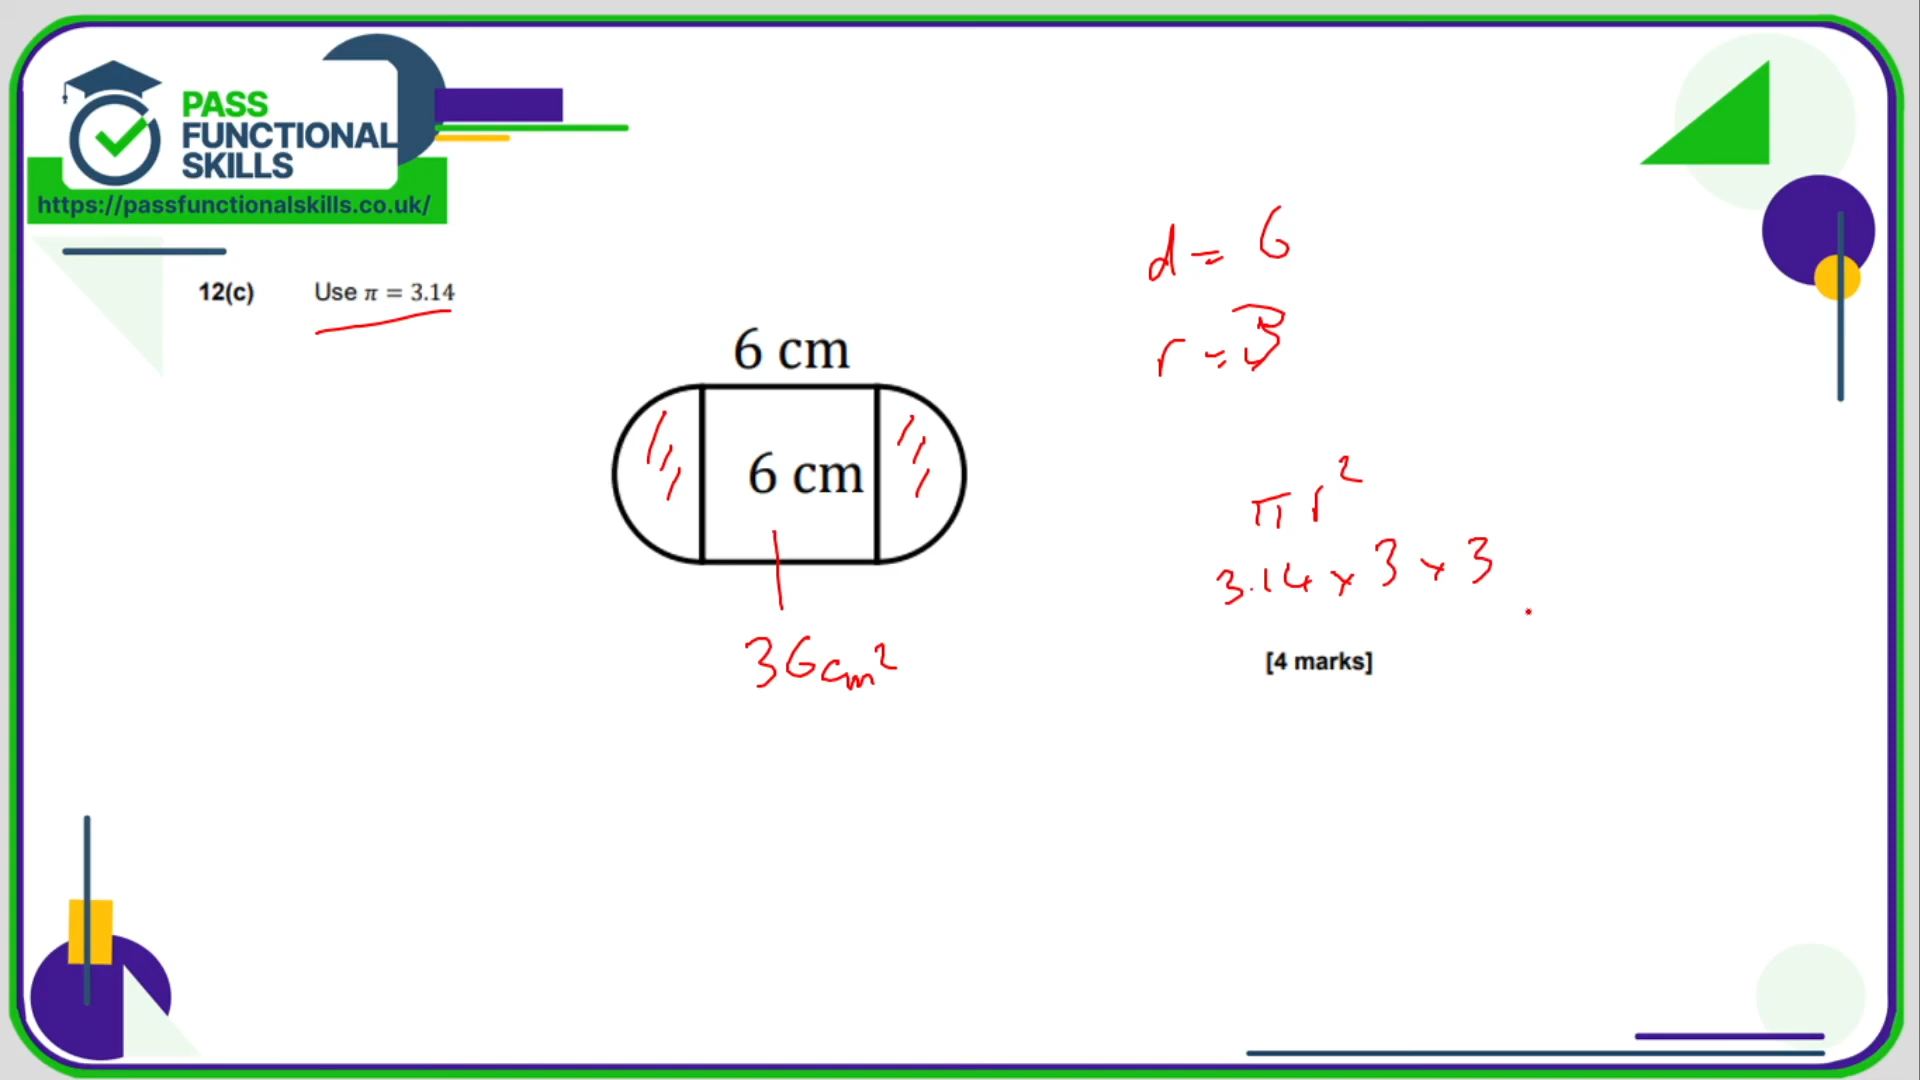 PASS
FUNCTIONAL
SKILLS
https://passfunctionalskills.co.uk/
12(c) Use π = 3.14
6 cm
6 cm
36cm²
d = 6
r = 3
πr²
3.14 × 3 × 3
[4 marks]